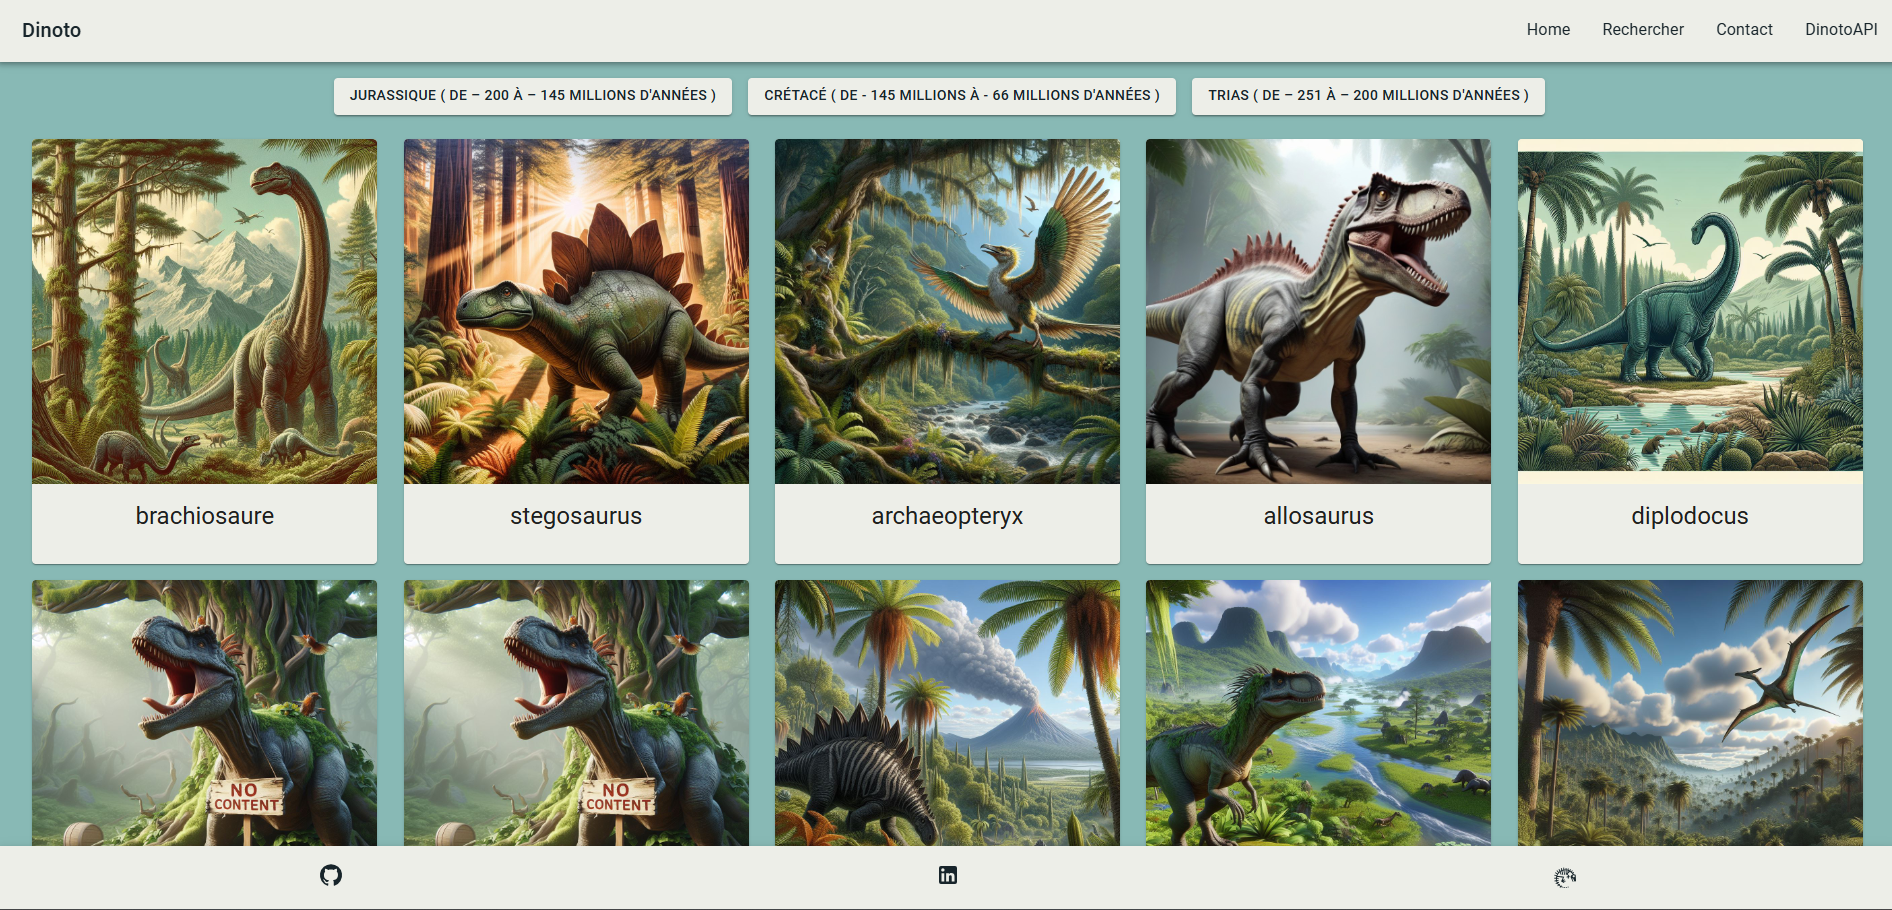 Dinoto
Home Rechercher Contact DinotoAPI
JURASSIQUE ( DE – 200 À – 145 MILLIONS D'ANNÉES )
CRÉTACÉ ( DE - 145 MILLIONS À - 66 MILLIONS D'ANNÉES )
TRIAS ( DE – 251 À – 200 MILLIONS D'ANNÉES )
brachiosaure
stegosaurus
archaeopteryx
allosaurus
diplodocus
NO
CONTENT
NO
CONTENT
in